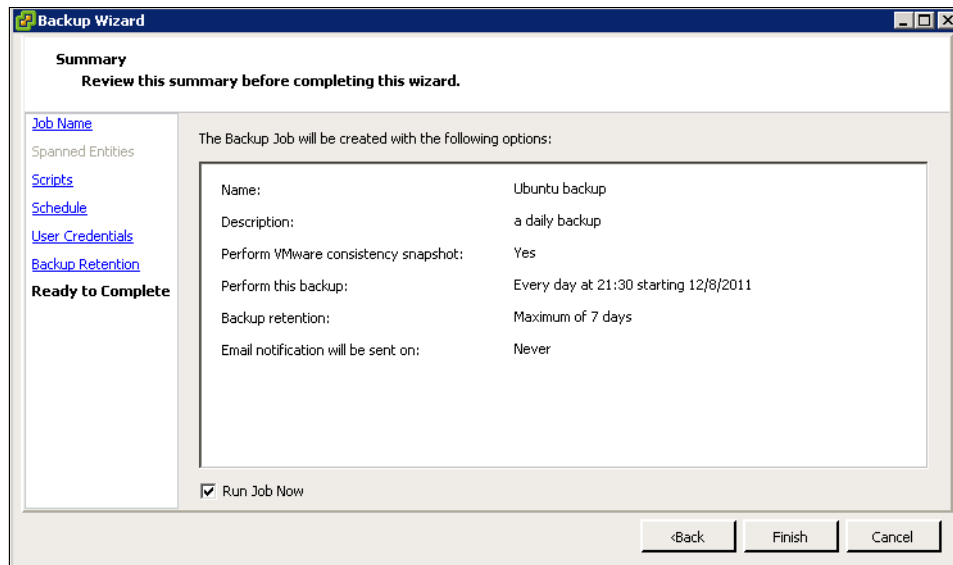 Backup Wizard
Summary
Review this summary before completing this wizard.
Job Name
Spanned Entities
Scripts
Schedule
User Credentials
Backup Retention
Ready to Complete
The Backup Job will be created with the following options:
Name: Ubuntu backup
Description: a daily backup
Perform VMware consistency snapshot: Yes
Perform this backup: Every day at 21:30 starting 12/8/2011
Backup retention: Maximum of 7 days
Email notification will be sent on: Never
Run Job Now
<Back Finish Cancel